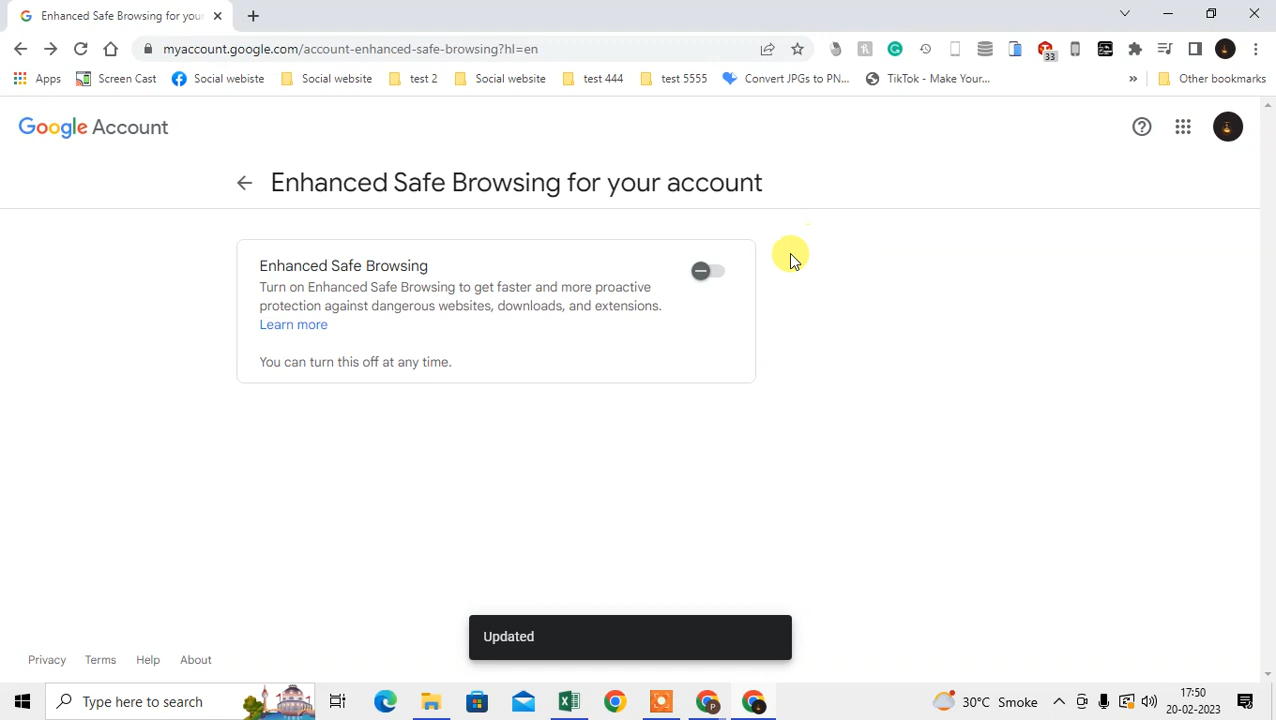 Enhanced Safe Browsing for you
myaccount.google.com/account-enhanced-safe-browsing?hl=en
33
Apps
Screen Cast
Social webiste
Social website
test 2
Social website
test 444
test 5555
Convert JPGs to PN...
TikTok - Make Your...
»
Other bookmarks
Google Account
Enhanced Safe Browsing for your account
Enhanced Safe Browsing
Turn on Enhanced Safe Browsing to get faster and more proactive
protection against dangerous websites, downloads, and extensions.
Learn more
You can turn this off at any time.
Updated
Privacy
Terms
Help
About
Type here to search
30°C Smoke
17:50
20-02-2023